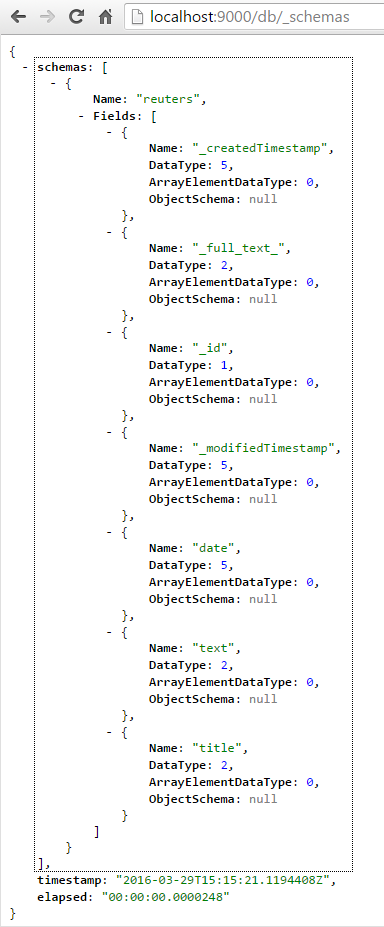 localhost:9000/db/_schemas
{
- schemas: [
- {
Name: "reuters",
- Fields: [
- {
Name: "_createdTimestamp",
DataType: 5,
ArrayElementDataType: 0,
ObjectSchema: null
},
- {
Name: "_full_text_",
DataType: 2,
ArrayElementDataType: 0,
ObjectSchema: null
},
- {
Name: "_id",
DataType: 1,
ArrayElementDataType: 0,
ObjectSchema: null
},
- {
Name: "_modifiedTimestamp",
DataType: 5,
ArrayElementDataType: 0,
ObjectSchema: null
},
- {
Name: "date",
DataType: 5,
ArrayElementDataType: 0,
ObjectSchema: null
},
- {
Name: "text",
DataType: 2,
ArrayElementDataType: 0,
ObjectSchema: null
},
- {
Name: "title",
DataType: 2,
ArrayElementDataType: 0,
ObjectSchema: null
}
]
}
],
timestamp: "2016-03-29T15:15:21.1194408Z",
elapsed: "00:00:00.0000248"
}